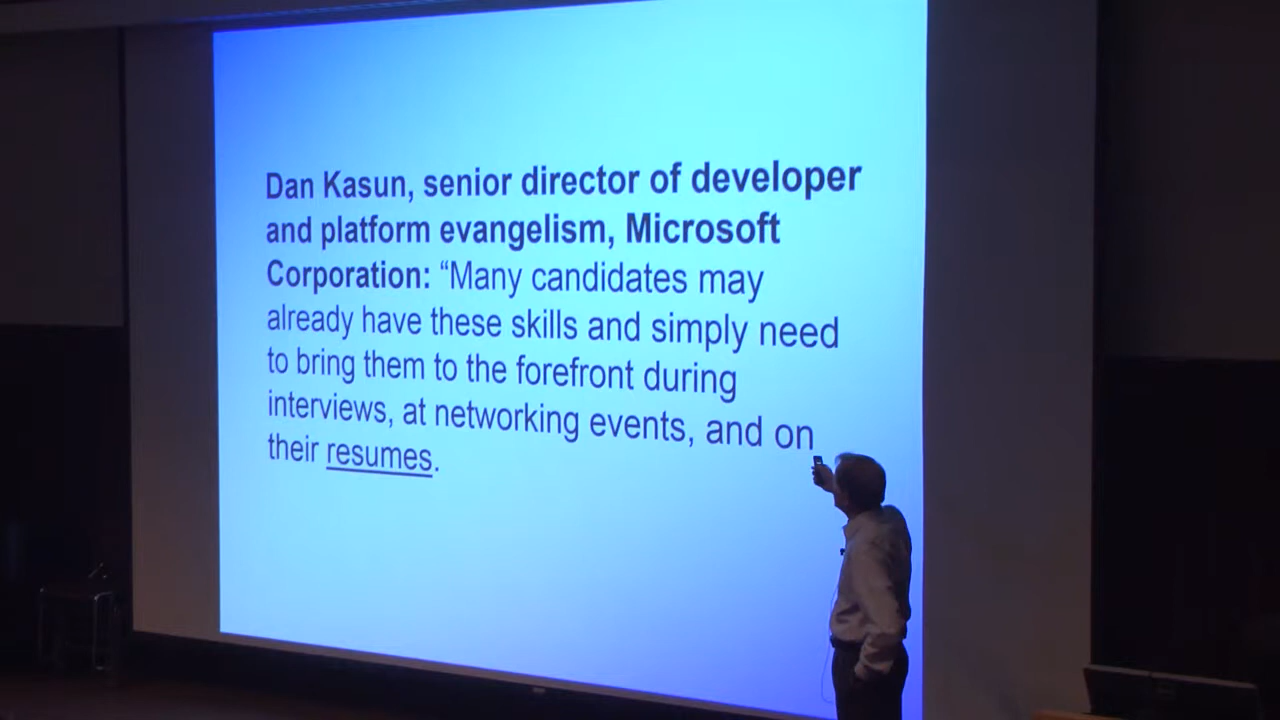 Dan Kasun, senior director of developer
and platform evangelism, Microsoft
Corporation: “Many candidates may
already have these skills and simply need
to bring them to the forefront during
interviews, at networking events, and on
their resumes.